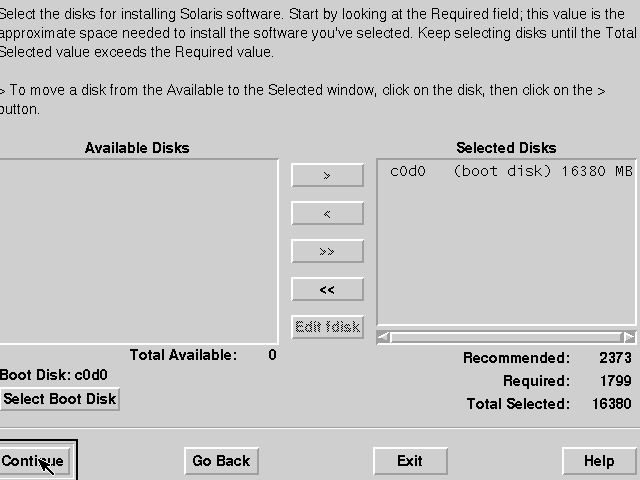 Select the disks for installing Solaris software. Start by looking at the Required field; this value is the
approximate space needed to install the software you've selected. Keep selecting disks until the Total
Selected value exceeds the Required value.
> To move a disk from the Available to the Selected window, click on the disk, then click on the >
button.
Available Disks
Selected Disks
c0d0 (boot disk) 16380 MB
>
<
>>
<<
Edit fdisk
Total Available: 0
Boot Disk: c0d0
Select Boot Disk
Recommended: 2373
Required: 1799
Total Selected: 16380
Continue
Go Back
Exit
Help